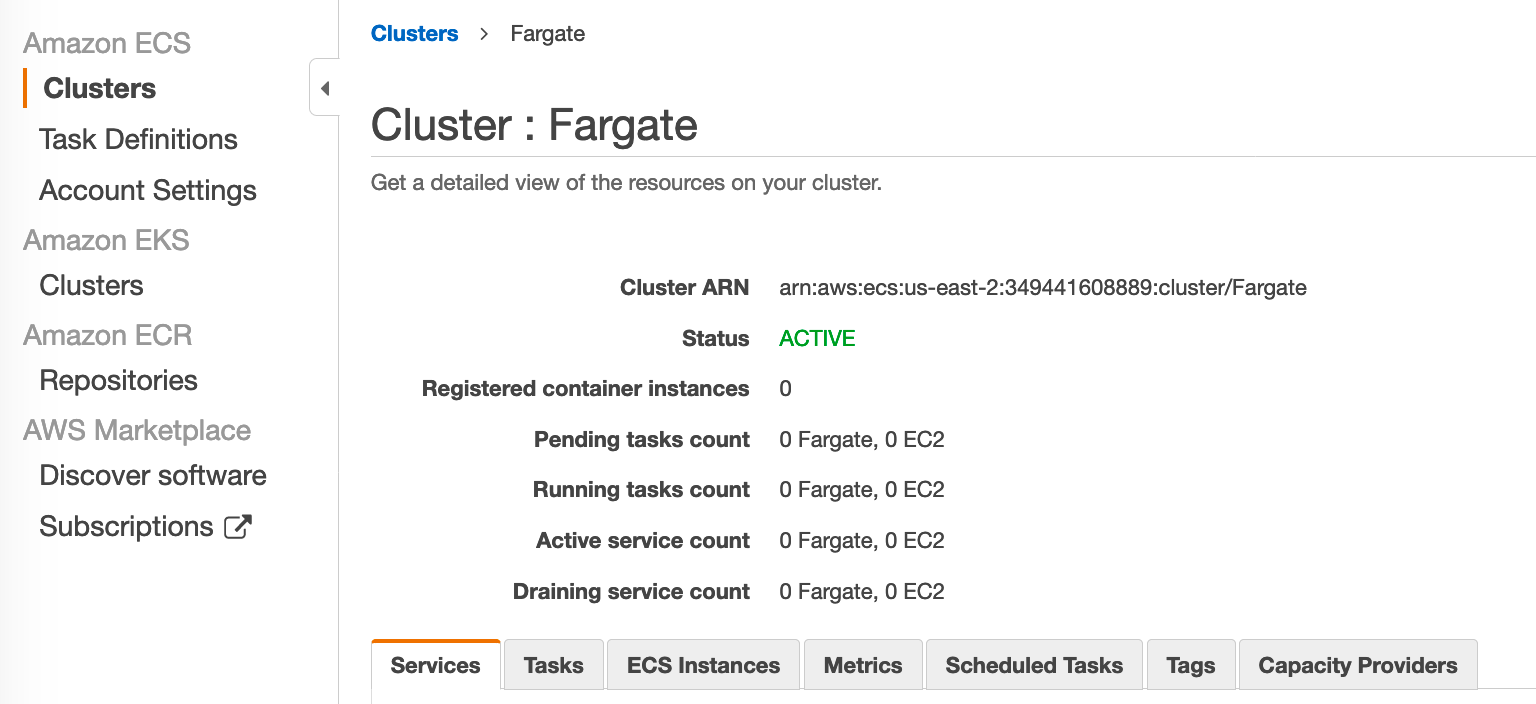 Amazon ECS
Clusters
Task Definitions
Account Settings
Amazon EKS
Clusters
Amazon ECR
Repositories
AWS Marketplace
Discover software
Subscriptions
Clusters > Fargate
Cluster : Fargate
Get a detailed view of the resources on your cluster.
Cluster ARN arn:aws:ecs:us-east-2:349441608889:cluster/Fargate
Status ACTIVE
Registered container instances 0
Pending tasks count 0 Fargate, 0 EC2
Running tasks count 0 Fargate, 0 EC2
Active service count 0 Fargate, 0 EC2
Draining service count 0 Fargate, 0 EC2
Services Tasks ECS Instances Metrics Scheduled Tasks Tags Capacity Providers